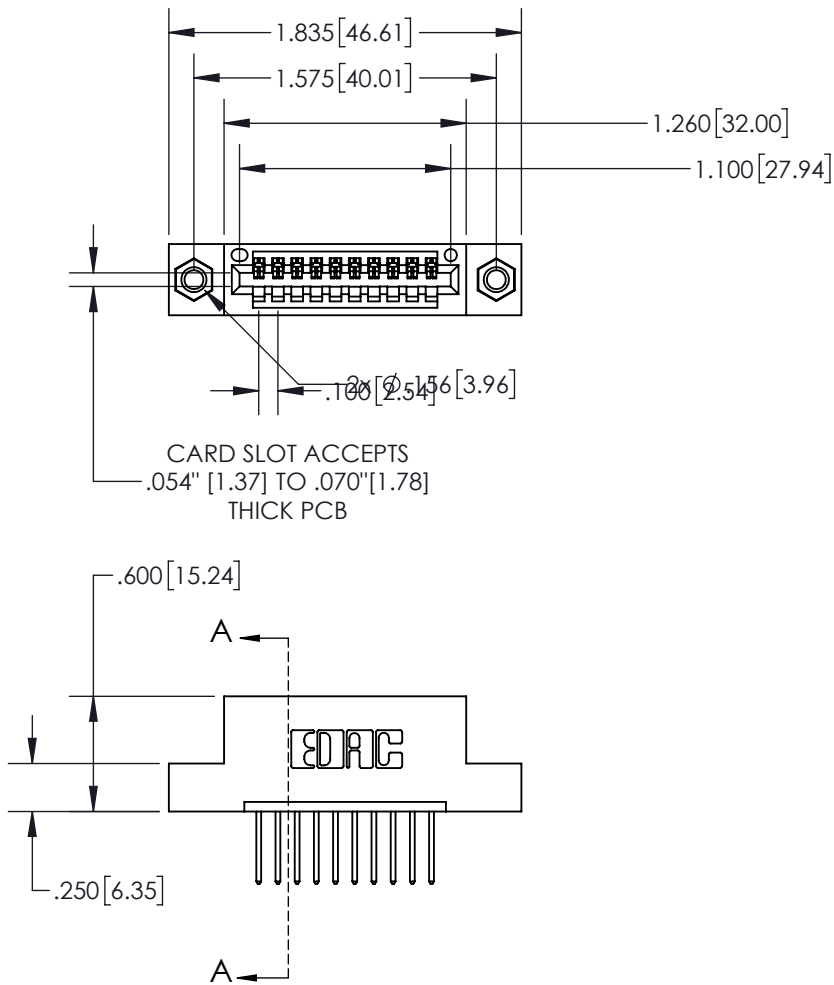 1.835[46.61]
1.575[40.01]
1.260[32.00]
1.100[27.94]
2x Ø .156 [3.96]
.100[2.54]
CARD SLOT ACCEPTS
.054" [1.37] TO .070"[1.78]
THICK PCB
.600[15.24]
A
EDAC
.250[6.35]
A